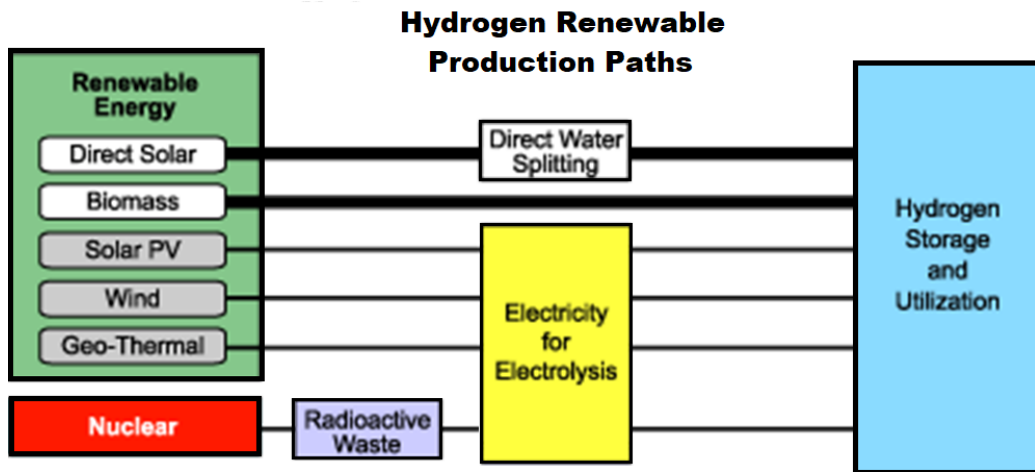 Hydrogen Renewable
Production Paths
Renewable
Energy
Direct Solar
Biomass
Solar PV
Wind
Geo-Thermal
Nuclear
Radioactive
Waste
Direct Water
Splitting
Electricity
for
Electrolysis
Hydrogen
Storage
and
Utilization